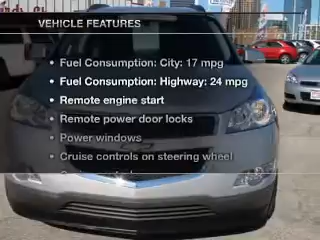 VEHICLE FEATURES
Fuel Consumption: City: 17 mpg
Fuel Consumption: Highway: 24 mpg
Remote engine start
Remote power door locks
Power windows
Cruise controls on steering wheel